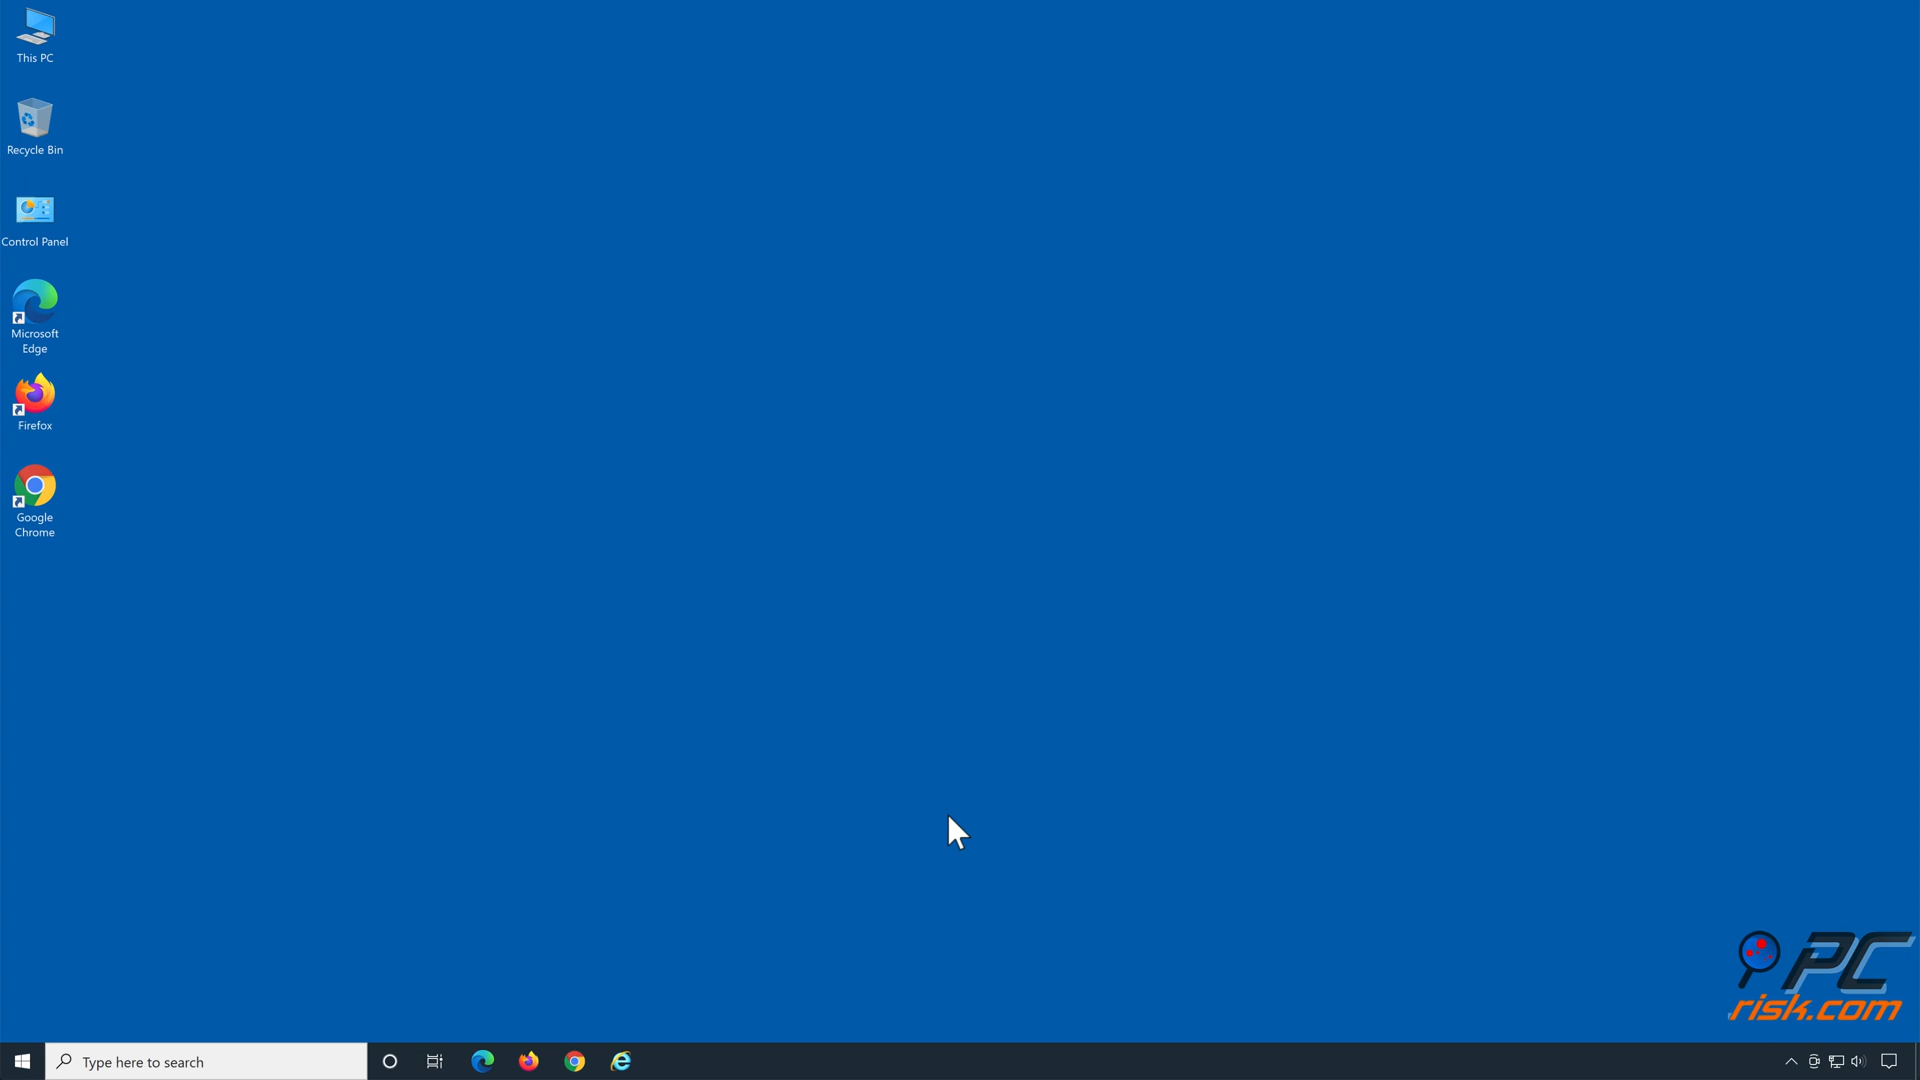 This PC
Recycle Bin
Control Panel
Microsoft
Edge
Firefox
Google
Chrome
PC
risk.com
Type here to search